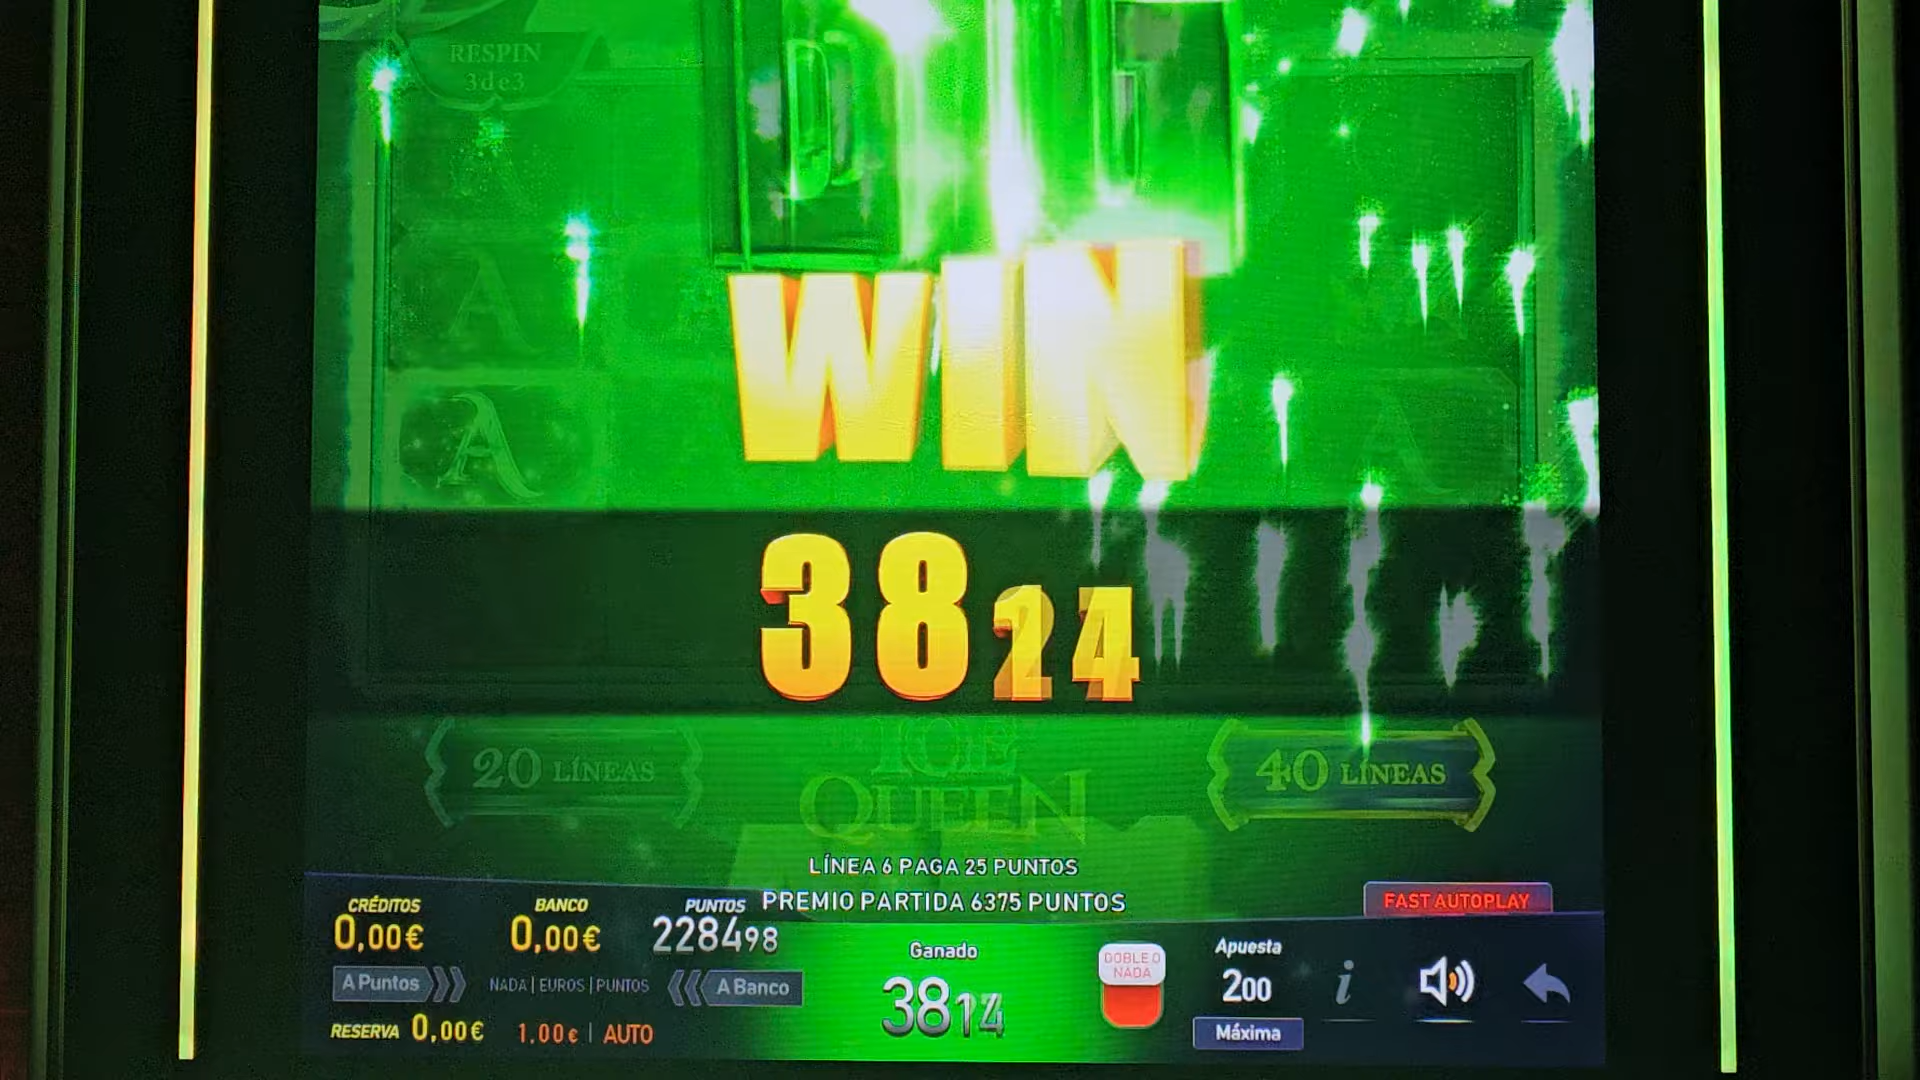 RESPIN
3de3
A
A
A
WIN
3824
20 LÍNEAS
ICE
QUEEN
40 LÍNEAS
LÍNEA 6 PAGA 25 PUNTOS
PREMIO PARTIDA 6375 PUNTOS
FAST AUTOPLAY
CRÉDITOS
0,00€
BANCO
0,00€
PUNTOS
228498
A Puntos
NADA | EUROS | PUNTOS
A Banco
RESERVA 0,00€
1.00€ | AUTO
Ganado
3814
DOBLE O
NADA
Apuesta
200
Máxima
i